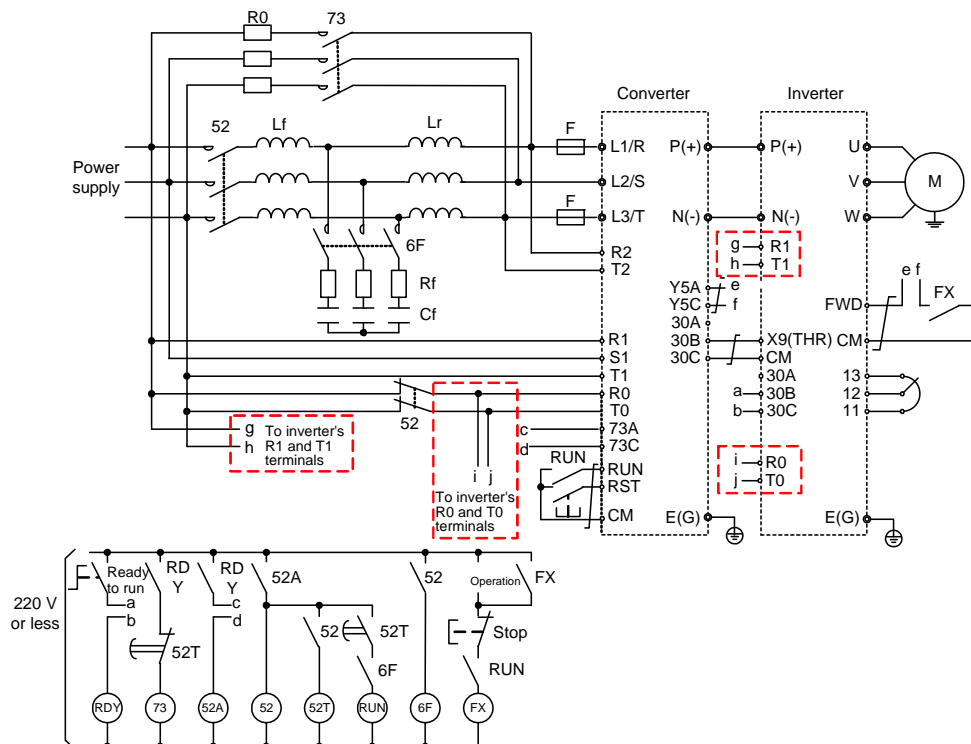 R0
73
Converter
Inverter
52
Lf
Lr
F
L1/R
P(+)
P(+)
U
Power
supply
L2/S
V
M
F
L3/T
N(-)
N(-)
W
6F
R2
g
R1
T2
h
T1
Rf
Y5A
e
e f
Y5C
f
FWD
FX
Cf
30A
R1
30B
X9(THR)
CM
S1
30C
CM
T1
30A
13
R0
a
30B
12
52
T0
b
30C
11
g
To inverter's
h
R1 and T1
terminals
c
73A
d
73C
i
j
RUN
RUN
i
R0
RST
j
T0
To inverter's
R0 and T0
terminals
CM
E(G)
E(G)
220 V
or less
Ready
to run
a
b
RD
Y
52T
RD
Y
c
d
52A
52
52T
6F
52
Operation
FX
Stop
RUN
RDY
73
52A
52
52T
RUN
6F
FX